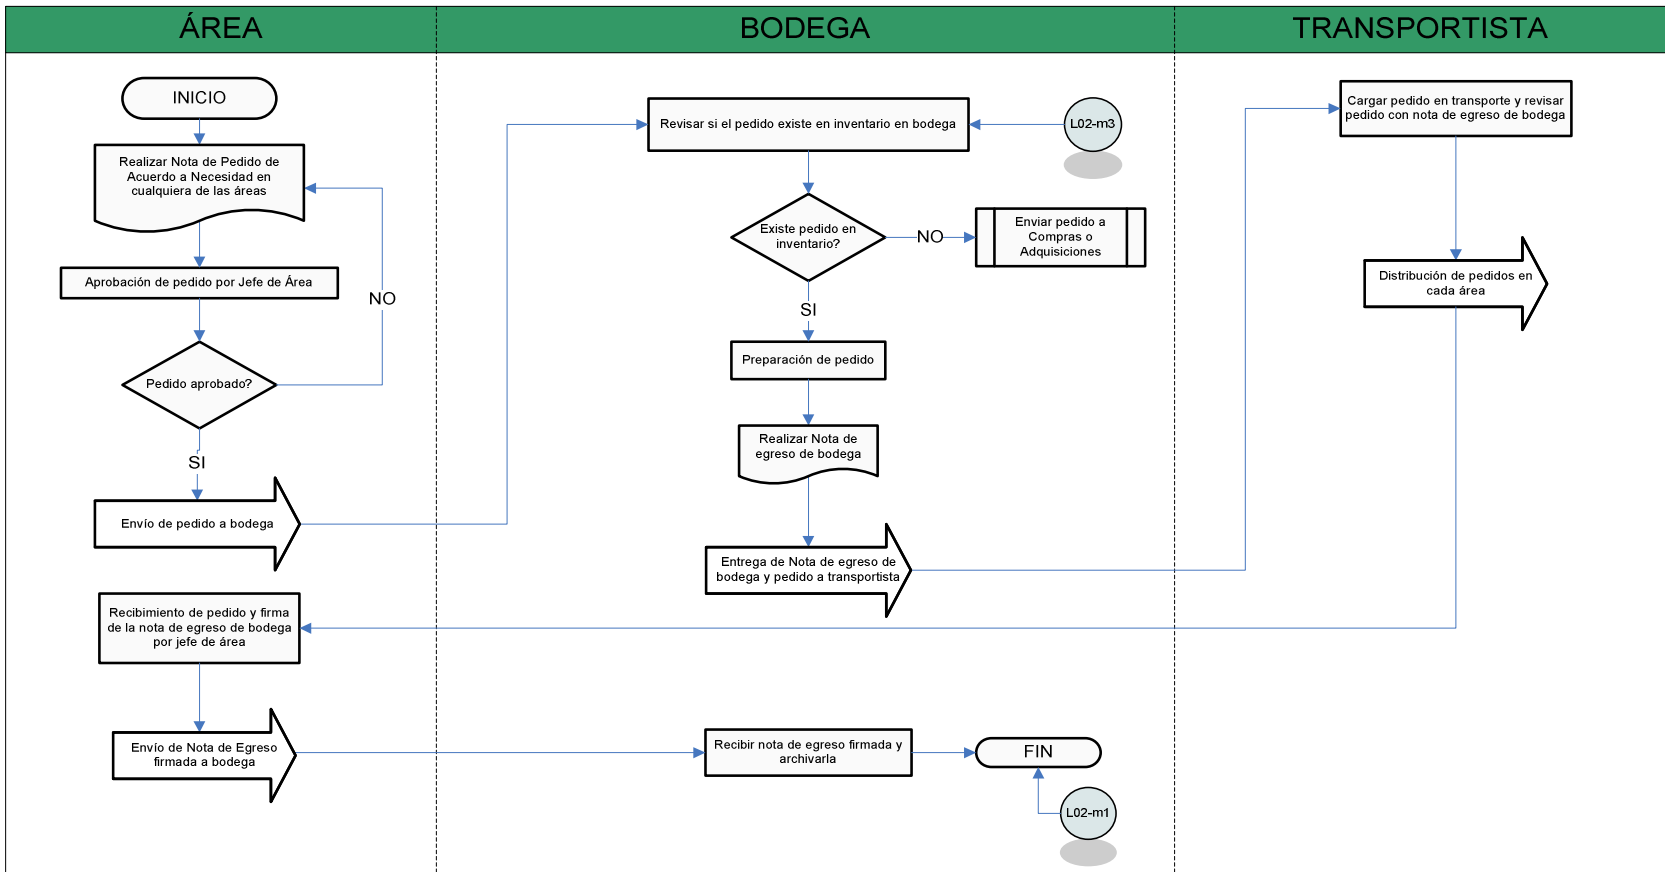 ÁREA
BODEGA
TRANSPORTISTA
INICIO
Realizar Nota de Pedido de
Acuerdo a Necesidad en
cualquiera de las áreas
Aprobación de pedido por Jefe de Área
NO
Pedido aprobado?
SI
Envío de pedido a bodega
Recibimiento de pedido y firma
de la nota de egreso de bodega
por jefe de área
Envío de Nota de Egreso
firmada a bodega
Revisar si el pedido existe en inventario en bodega
L02-m3
Existe pedido en
inventario?
NO
Enviar pedido a
Compras o
Adquisiciones
SI
Preparación de pedido
Realizar Nota de
egreso de bodega
Entrega de Nota de egreso de
bodega y pedido a transportista
Recibir nota de egreso firmada y
archivarla
FIN
L02-m1
Cargar pedido en transporte y revisar
pedido con nota de egreso de bodega
Distribución de pedidos en
cada área